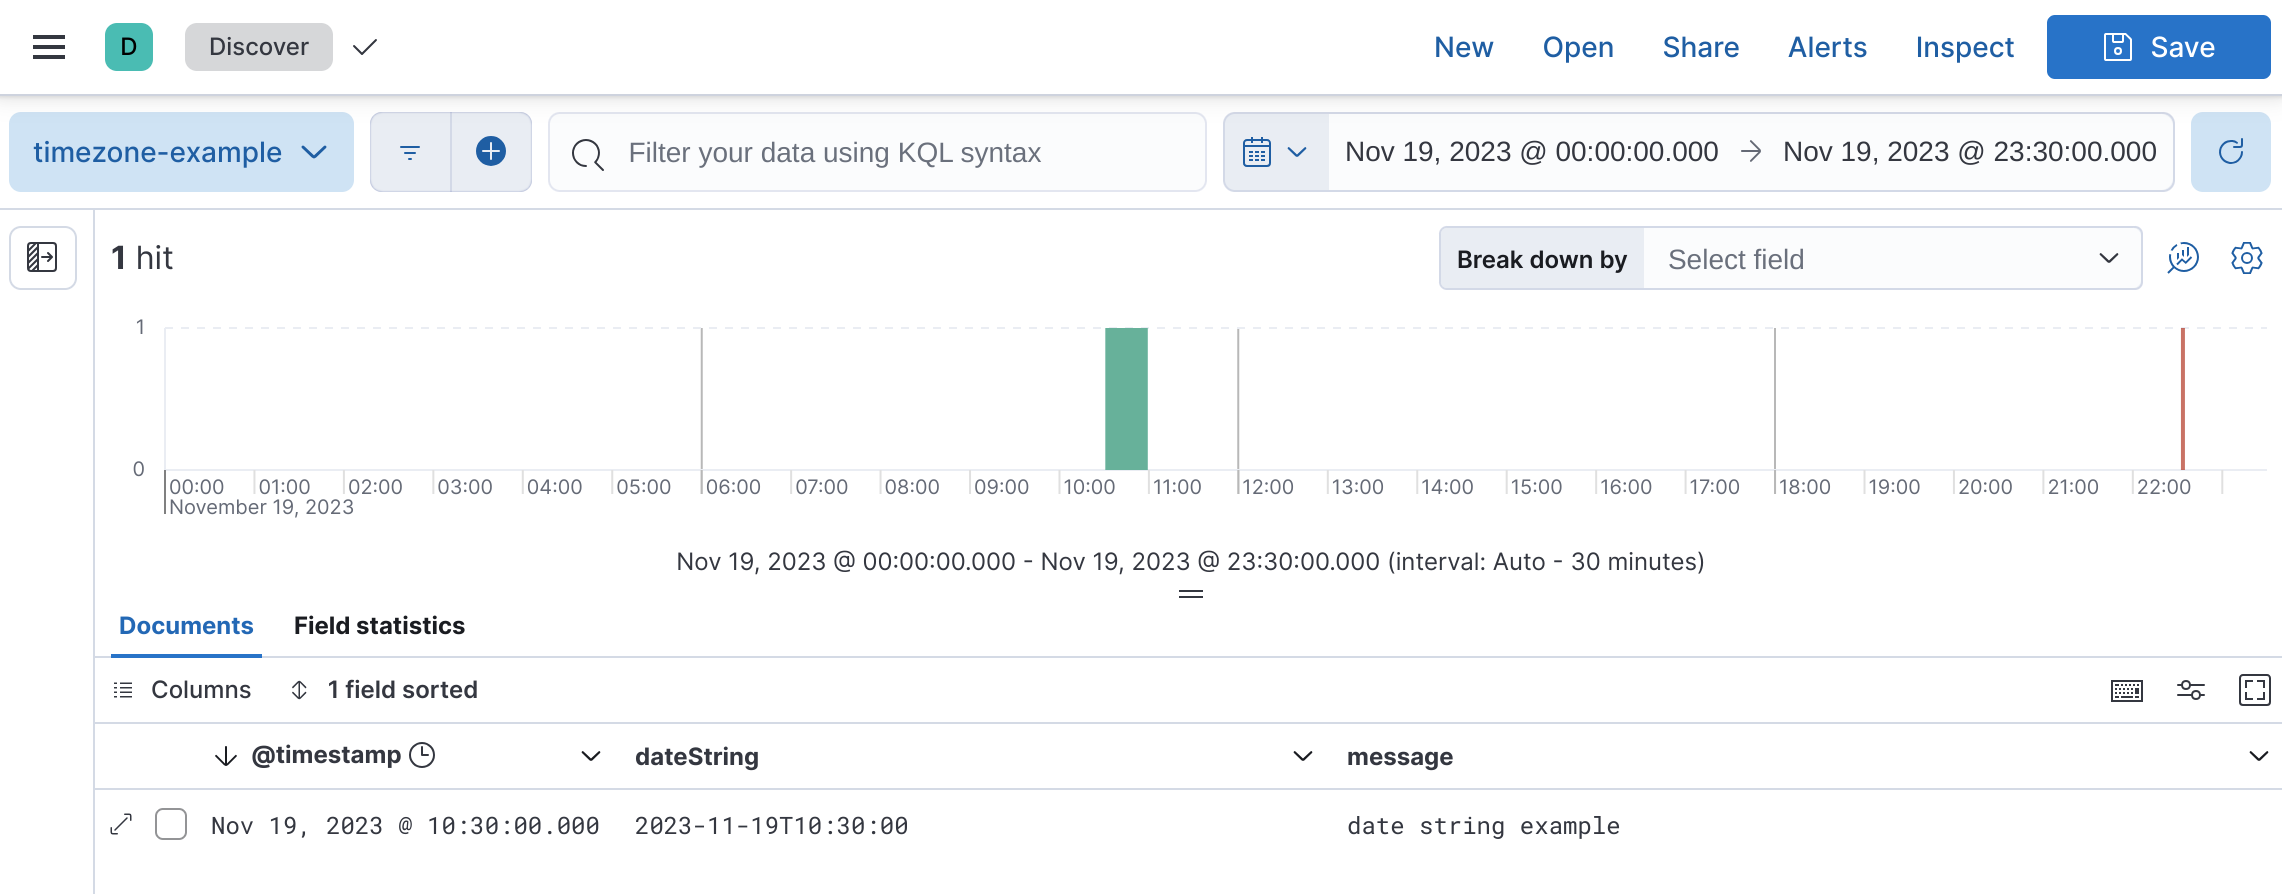 D Discover New Open Share Alerts Inspect Save
timezone-example Filter your data using KQL syntax Nov 19, 2023 @ 00:00:00.000 → Nov 19, 2023 @ 23:30:00.000
1 hit Break down by Select field
1
0
00:00 01:00 02:00 03:00 04:00 05:00 06:00 07:00 08:00 09:00 10:00 11:00 12:00 13:00 14:00 15:00 16:00 17:00 18:00 19:00 20:00 21:00 22:00
November 19, 2023
Nov 19, 2023 @ 00:00:00.000 - Nov 19, 2023 @ 23:30:00.000 (interval: Auto - 30 minutes)
Documents Field statistics
Columns 1 field sorted
@timestamp dateString message
Nov 19, 2023 @ 10:30:00.000 2023-11-19T10:30:00 date string example